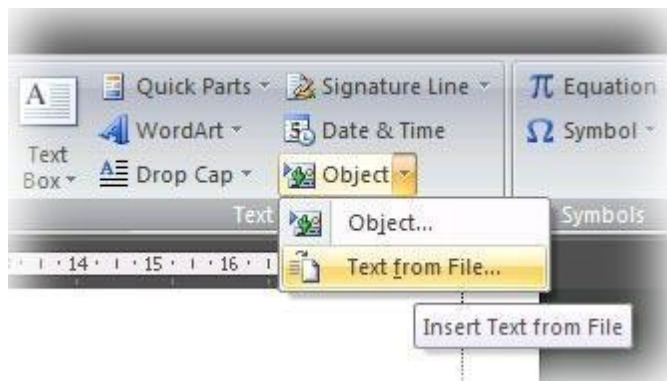 A
Text
Box
Quick Parts
WordArt
A Drop Cap
Signature Line
5 Date & Time
Object
Text
π Equation
Ω Symbol
Symbols
Object...
Text from File...
14 15 16
Insert Text from File